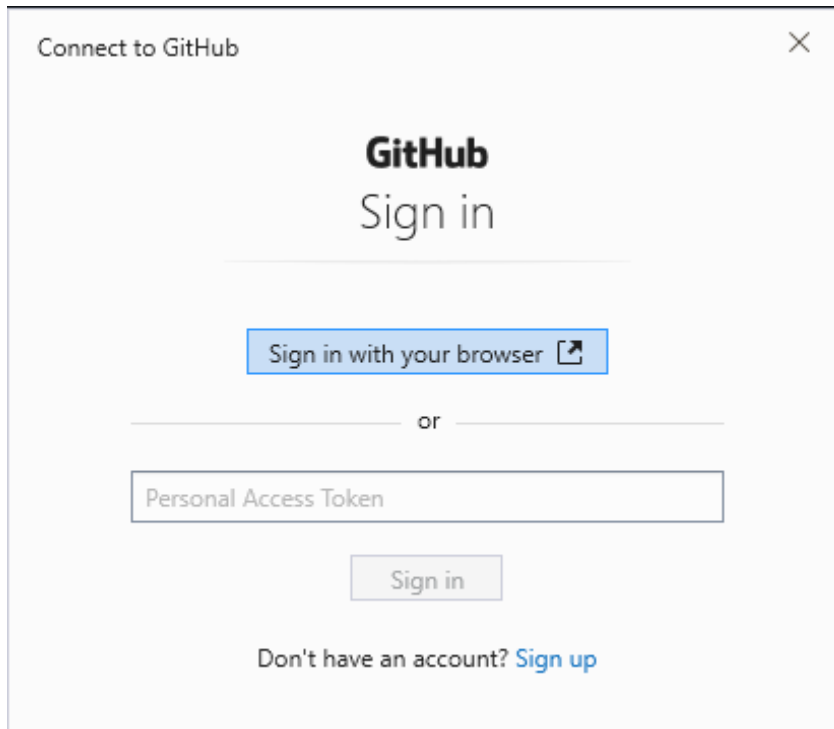 Connect to GitHub
GitHub
Sign in
Sign in with your browser
or
Personal Access Token
Sign in
Don't have an account? Sign up